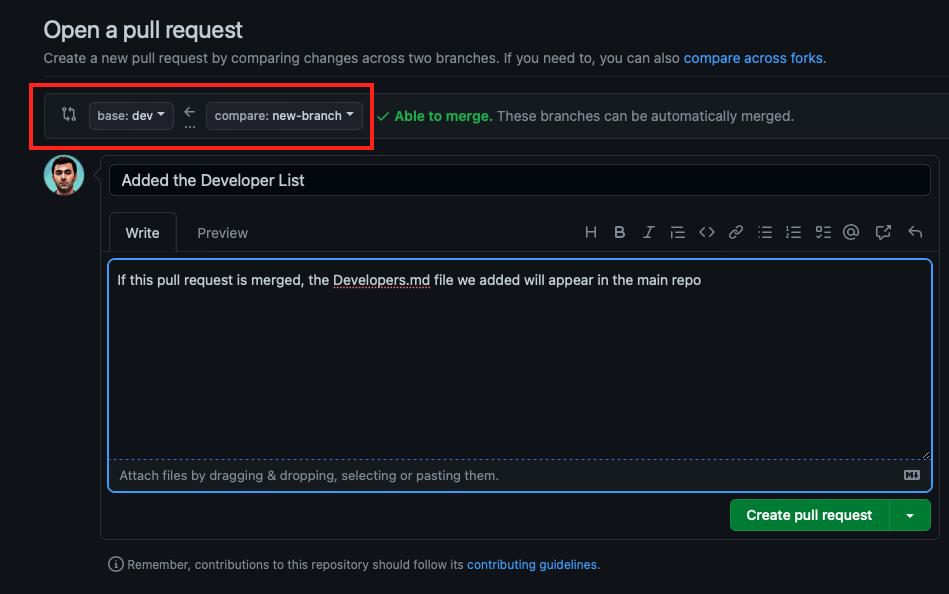 Open a pull request
Create a new pull request by comparing changes across two branches. If you need to, you can also compare across forks.
base: dev ← compare: new-branch ✓ Able to merge. These branches can be automatically merged.
...
Added the Developer List
Write Preview H B I <> @
If this pull request is merged, the Developers.md file we added will appear in the main repo
Attach files by dragging & dropping, selecting or pasting them. M↓
Create pull request
Remember, contributions to this repository should follow its contributing guidelines.